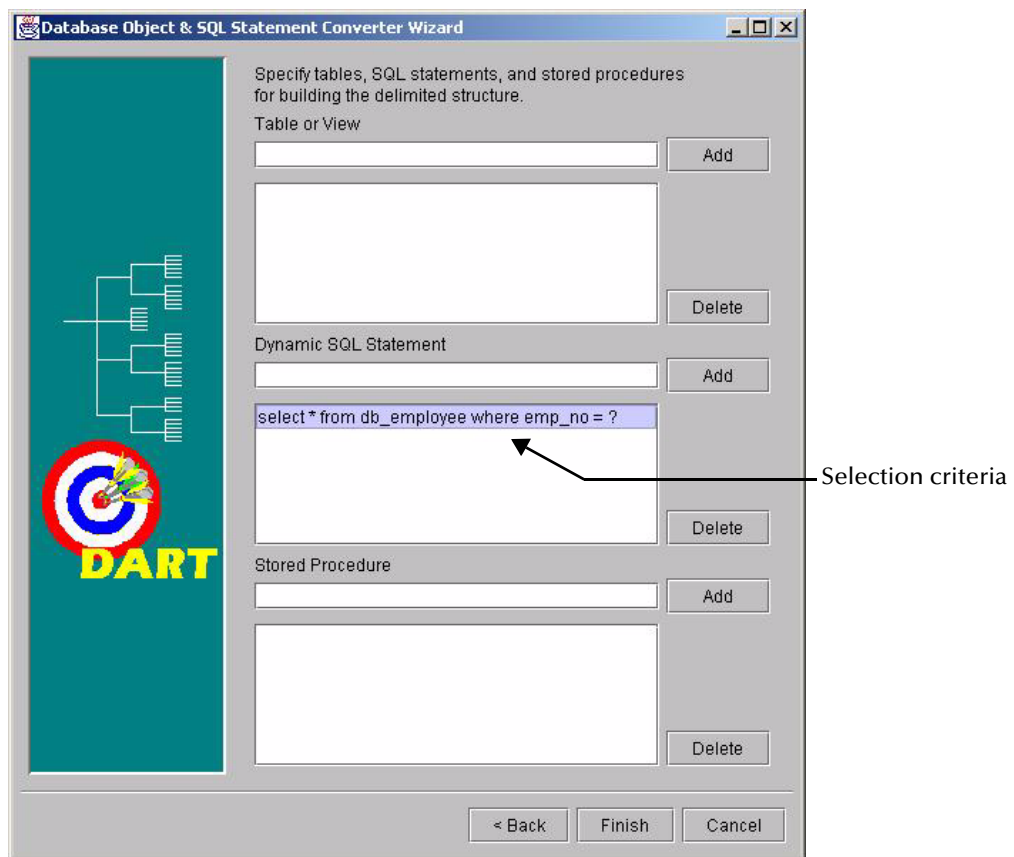 Database Object & SQL Statement Converter Wizard
Specify tables, SQL statements, and stored procedures
for building the delimited structure.
Table or View
Add
Delete
Dynamic SQL Statement
Add
select * from db_employee where emp_no = ?
Selection criteria
Delete
DART
Stored Procedure
Add
Delete
< Back
Finish
Cancel